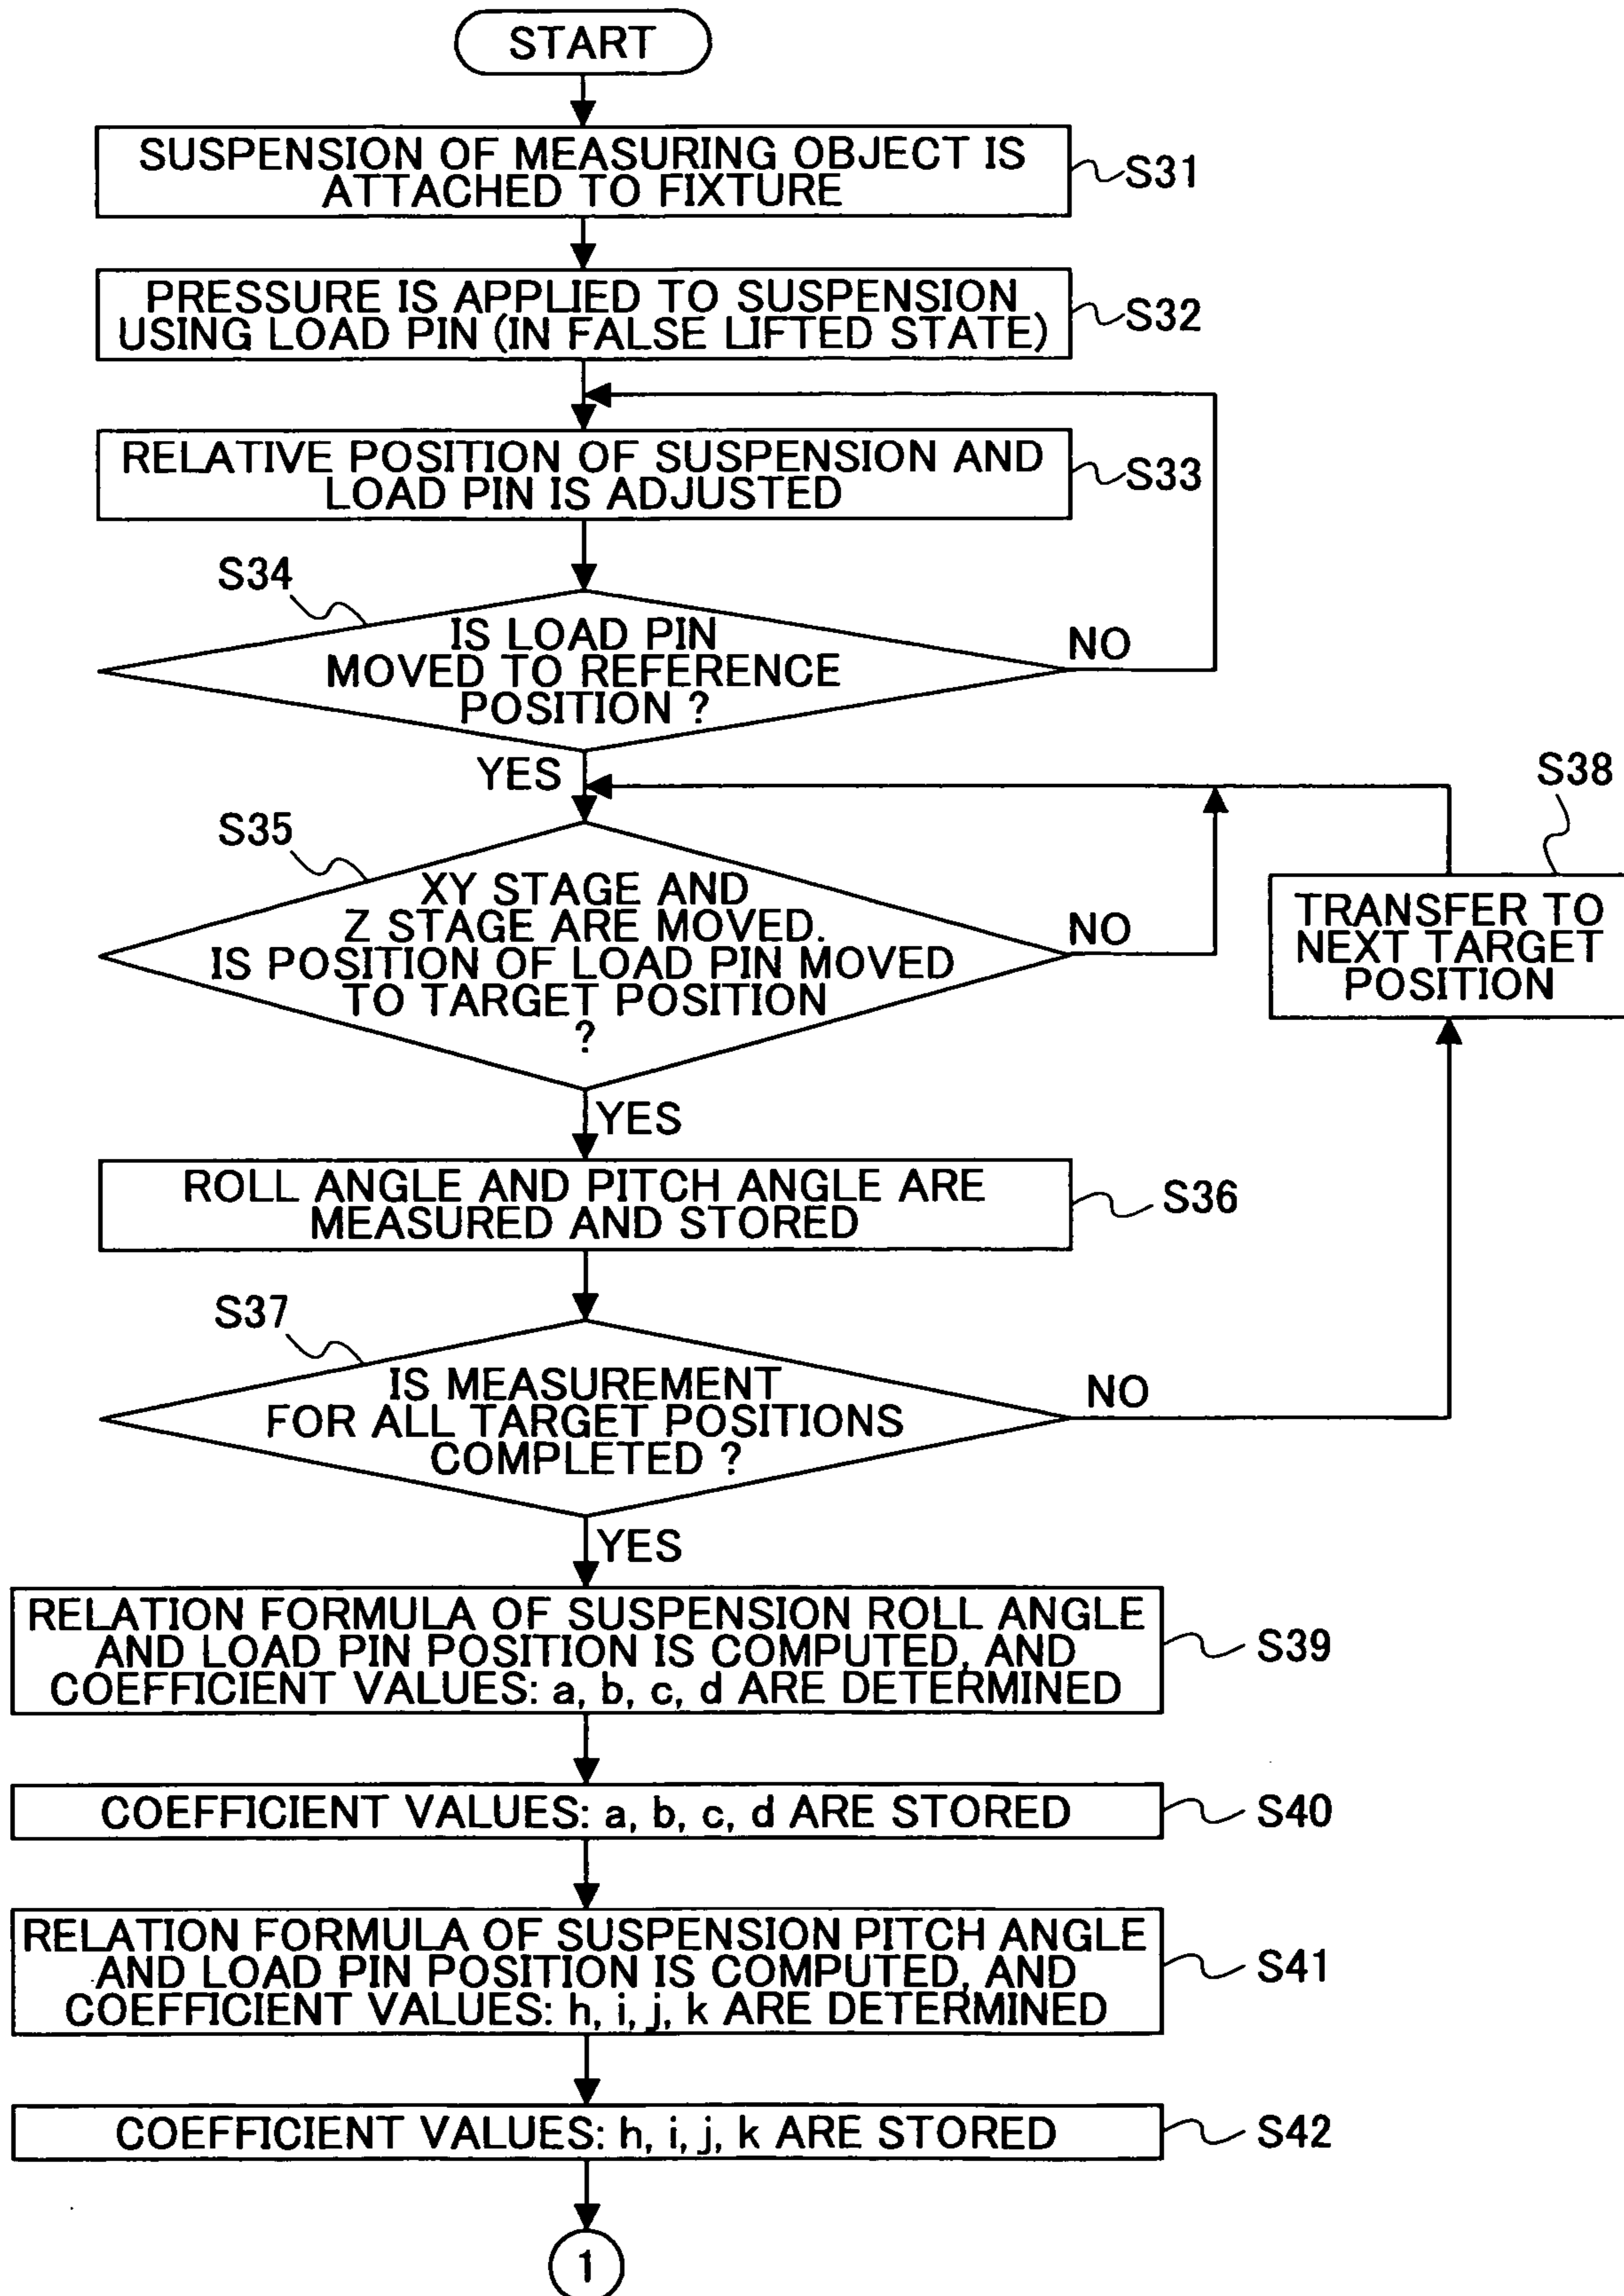 START
SUSPENSION OF MEASURING OBJECT IS
ATTACHED TO FIXTURE
S31
PRESSURE IS APPLIED TO SUSPENSION
USING LOAD PIN (IN FALSE LIFTED STATE)
S32
RELATIVE POSITION OF SUSPENSION AND
LOAD PIN IS ADJUSTED
S33
S34
IS LOAD PIN
MOVED TO REFERENCE
POSITION ?
NO
YES
S38
TRANSFER TO
NEXT TARGET
POSITION
S35
XY STAGE AND
Z STAGE ARE MOVED.
IS POSITION OF LOAD PIN MOVED
TO TARGET POSITION
?
NO
YES
ROLL ANGLE AND PITCH ANGLE ARE
MEASURED AND STORED
S36
S37
IS MEASUREMENT
FOR ALL TARGET POSITIONS
COMPLETED ?
NO
YES
RELATION FORMULA OF SUSPENSION ROLL ANGLE
AND LOAD PIN POSITION IS COMPUTED, AND
COEFFICIENT VALUES: a, b, c, d ARE DETERMINED
S39
COEFFICIENT VALUES: a, b, c, d ARE STORED
S40
RELATION FORMULA OF SUSPENSION PITCH ANGLE
AND LOAD PIN POSITION IS COMPUTED, AND
COEFFICIENT VALUES: h, i, j, k ARE DETERMINED
S41
COEFFICIENT VALUES: h, i, j, k ARE STORED
S42
1